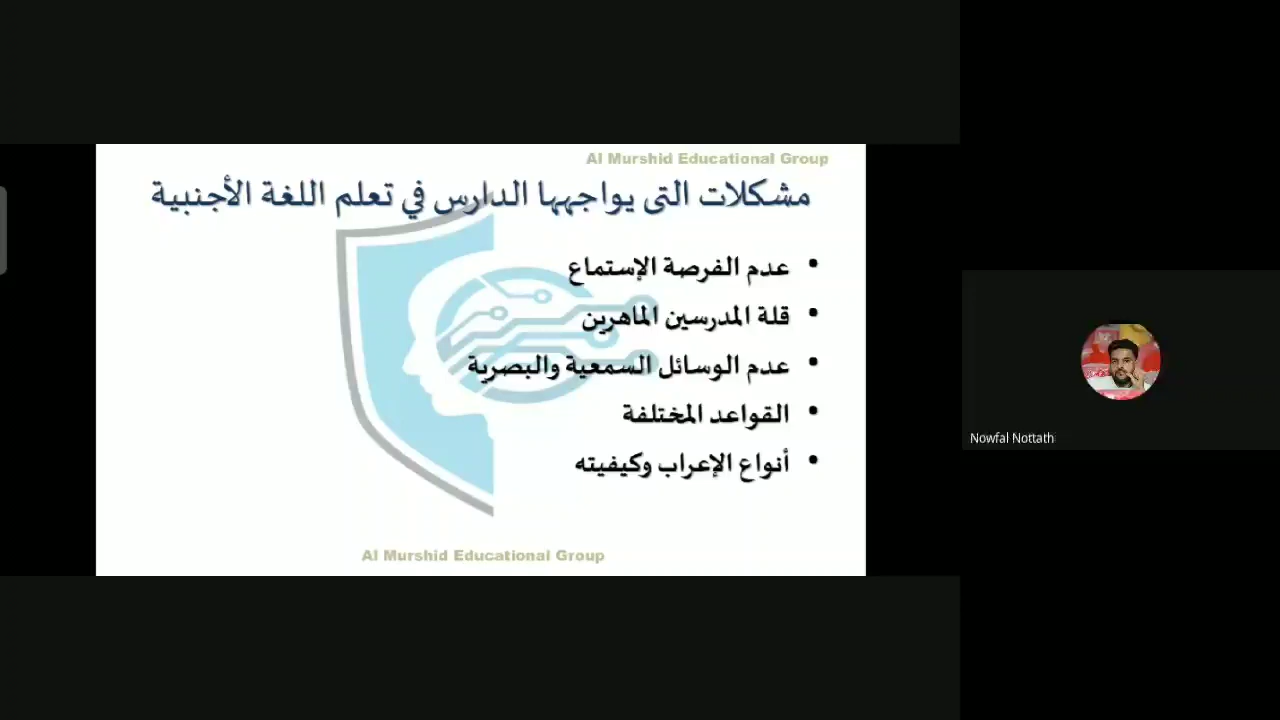 Al Murshid Educational Group
مشكلات التى يواجهها الدارس في تعلم اللغة الأجنبية
• عدم الفرصة الإستماع
• قلة المدرسين الماهرين
• عدم الوسائل السمعية والبصرية
• القواعد المختلفة
• أنواع الإعراب وكيفيته
Al Murshid Educational Group
Nowfal Nottath